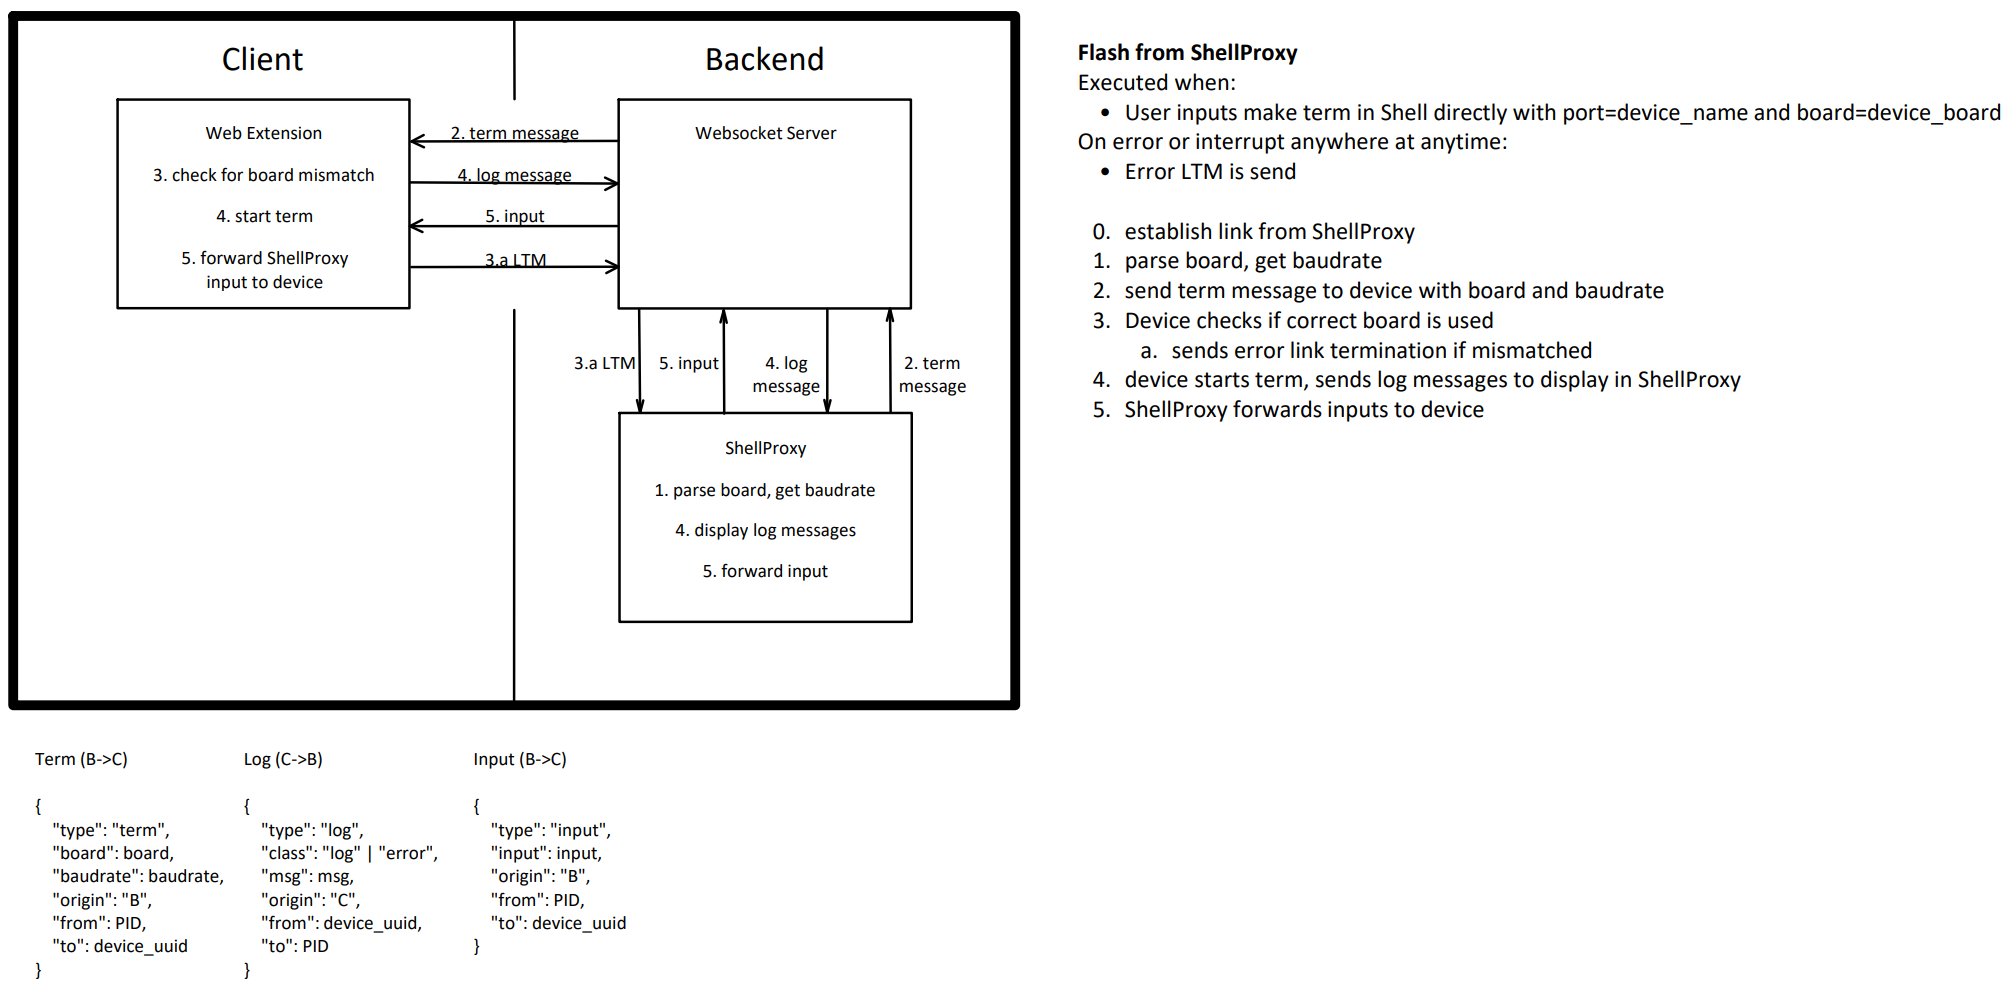 Client
Backend
Web Extension
3. check for board mismatch
4. start term
5. forward ShellProxy
input to device
2. term message
4. log message
5. input
3.a LTM
Websocket Server
3.a LTM
5. input
4. log
message
2. term
message
ShellProxy
1. parse board, get baudrate
4. display log messages
5. forward input
Flash from ShellProxy
Executed when:
• User inputs make term in Shell directly with port=device_name and board=device_board
On error or interrupt anywhere at anytime:
• Error LTM is send
0. establish link from ShellProxy
1. parse board, get baudrate
2. send term message to device with board and baudrate
3. Device checks if correct board is used
a. sends error link termination if mismatched
4. device starts term, sends log messages to display in ShellProxy
5. ShellProxy forwards inputs to device
Term (B->C)
{
"type": "term",
"board": board,
"baudrate": baudrate,
"origin": "B",
"from": PID,
"to": device_uuid
}
Log (C->B)
{
"type": "log",
"class": "log" | "error",
"msg": msg,
"origin": "C",
"from": device_uuid,
"to": PID
}
Input (B->C)
{
"type": "input",
"input": input,
"origin": "B",
"from": PID,
"to": device_uuid
}